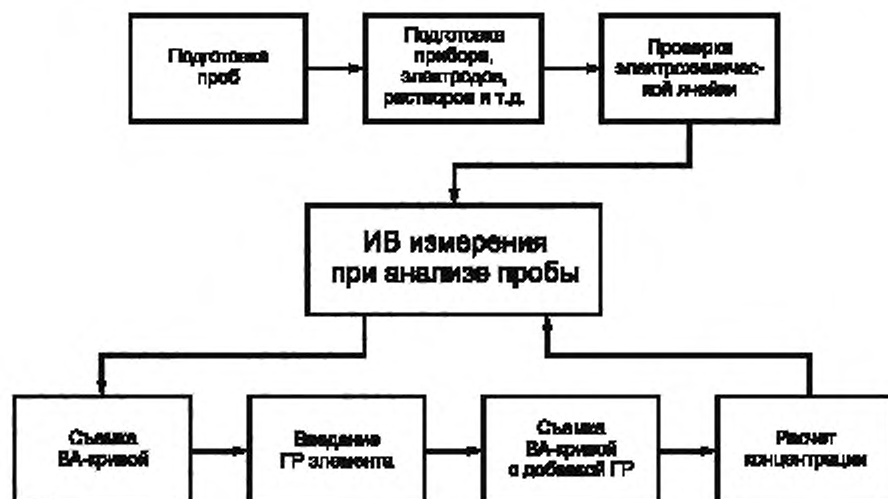 Подготовка
проб
Подготовка
прибора,
электродов,
растворов и т.д.
Проверка
электрохимичес-
кой ячейки
ИВ измерения
при анализе пробы
Съемка
ВА-кривой
Введение
ГР элемента
Съемка
ВА-кривой
с добавкой ГР
Расчет
концентрации